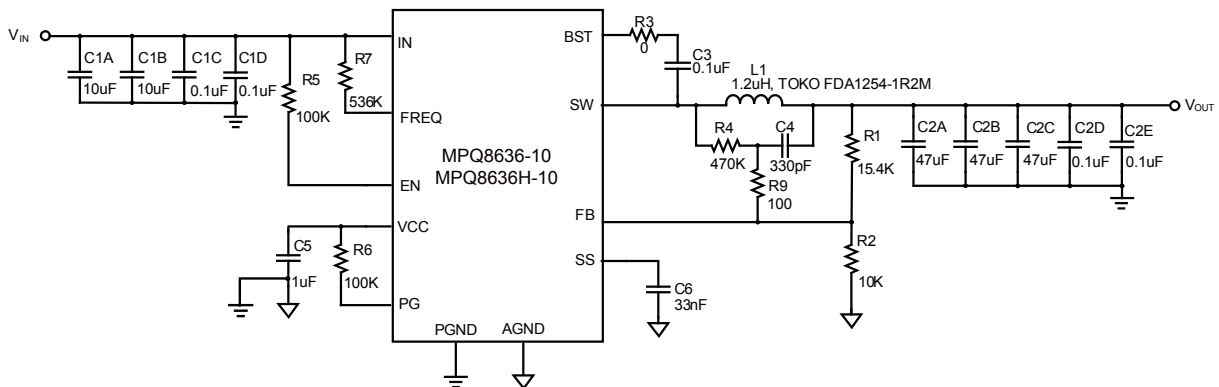 VIN
C1A
10uF
C1B
10uF
C1C
0.1uF
C1D
0.1uF
R5
100K
R7
536K
IN
FREQ
EN
VCC
PG
PGND
AGND
MPQ8636-10
MPQ8636H-10
BST
SW
FB
SS
R3
0
C3
0.1uF
L1
1.2uH, TOKO FDA1254-1R2M
R4
470K
C4
330pF
R9
100
R1
15.4K
R2
10K
C2A
47uF
C2B
47uF
C2C
47uF
C2D
0.1uF
C2E
0.1uF
VOUT
C5
1uF
R6
100K
C6
33nF